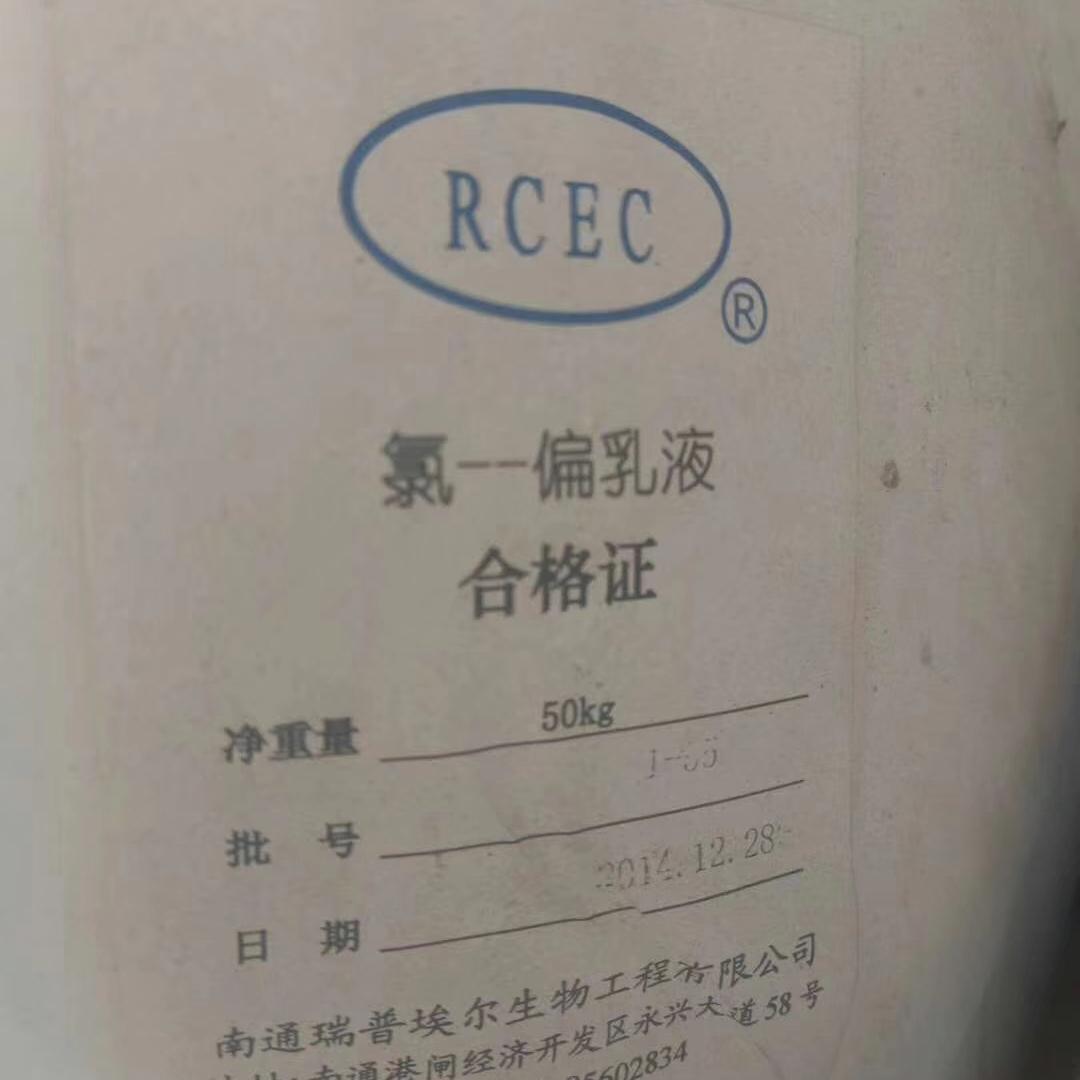 RCEC
®
氯--偏乳液
合格证
净重量 50kg
批 号
日 期 2014.12.28
南通瑞普埃尔生物工程有限公司
南通港闸经济开发区永兴大道58号
5602834